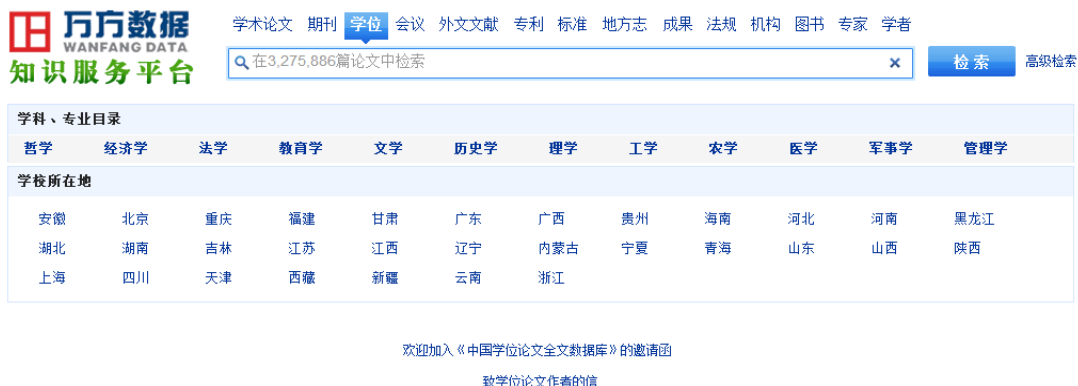 万方数据
WANFANG DATA
知识服务平台
学术论文 期刊 学位 会议 外文文献 专利 标准 地方志 成果 法规 机构 图书 专家 学者
在3,275,886篇论文中检索 × 检索 高级检索
学科、专业目录
哲学 经济学 法学 教育学 文学 历史学 理学 工学 农学 医学 军事学 管理学
学校所在地
安徽 北京 重庆 福建 甘肃 广东 广西 贵州 海南 河北 河南 黑龙江
湖北 湖南 吉林 江苏 江西 辽宁 内蒙古 宁夏 青海 山东 山西 陕西
上海 四川 天津 西藏 新疆 云南 浙江
欢迎加入《中国学位论文全文数据库》的邀请函
致学位论文作者的信